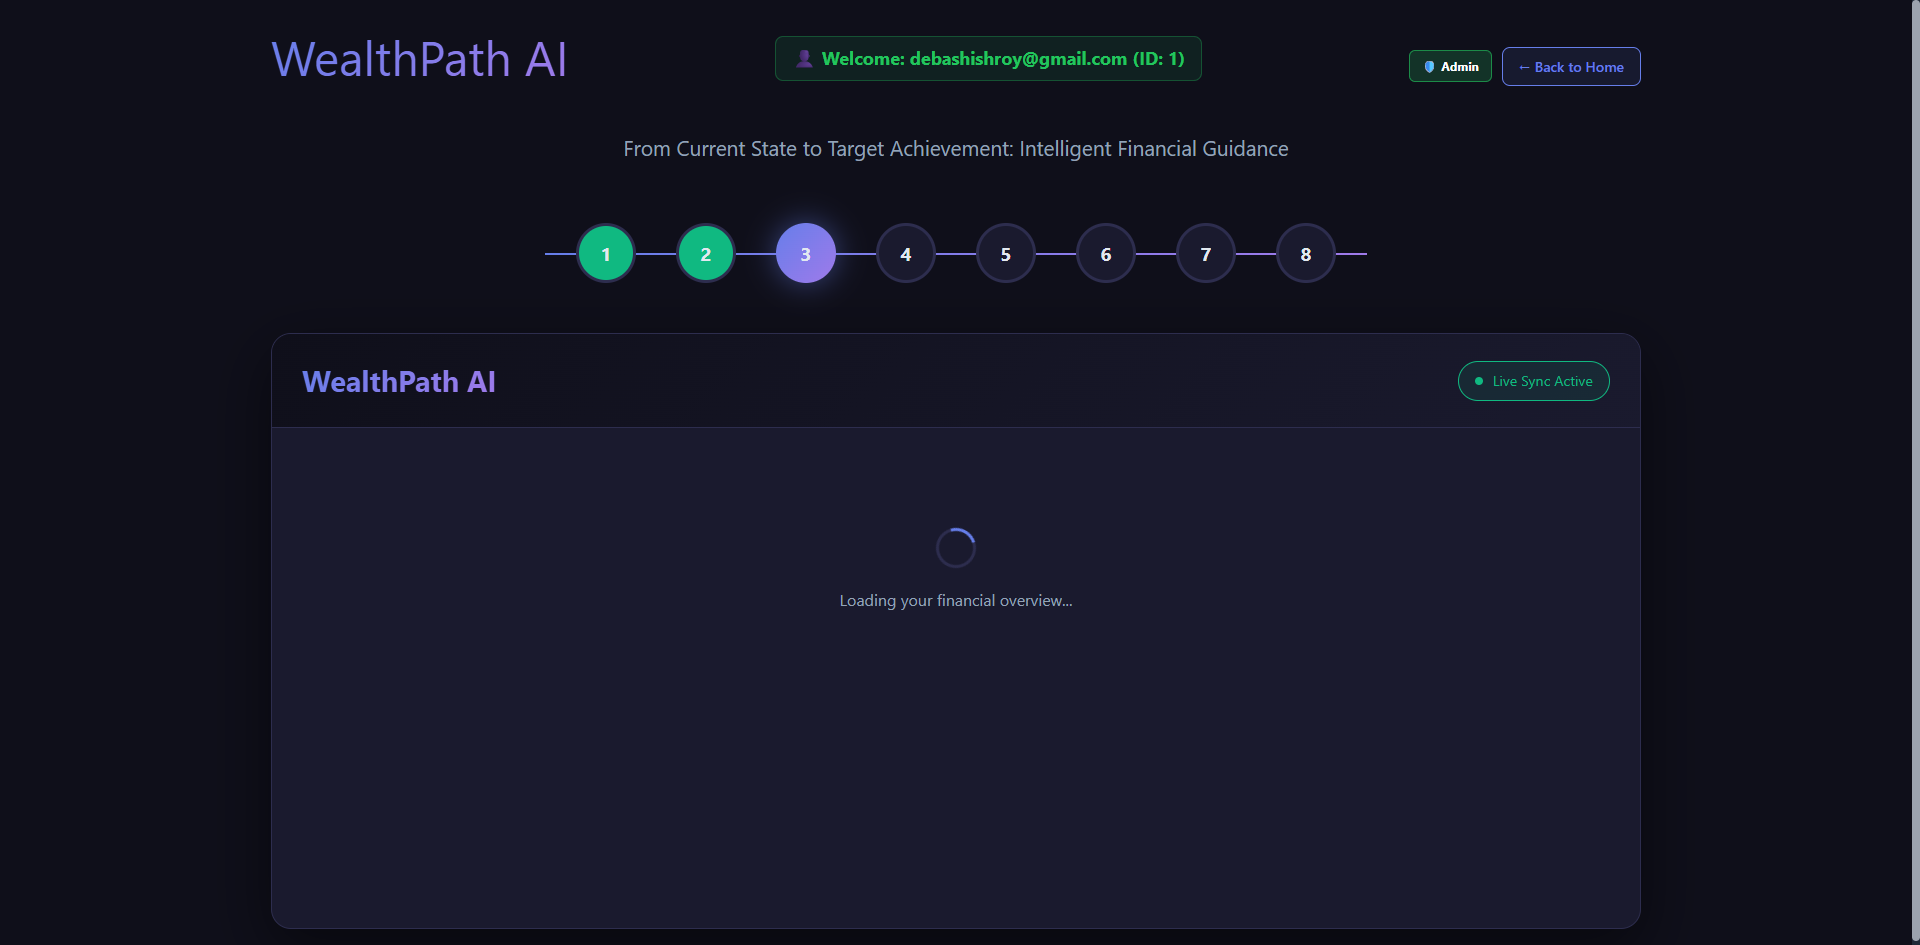 WealthPath AI
Welcome: debashishroy@gmail.com (ID: 1)
Admin
← Back to Home
From Current State to Target Achievement: Intelligent Financial Guidance
1 2 3 4 5 6 7 8
WealthPath AI
Live Sync Active
Loading your financial overview...